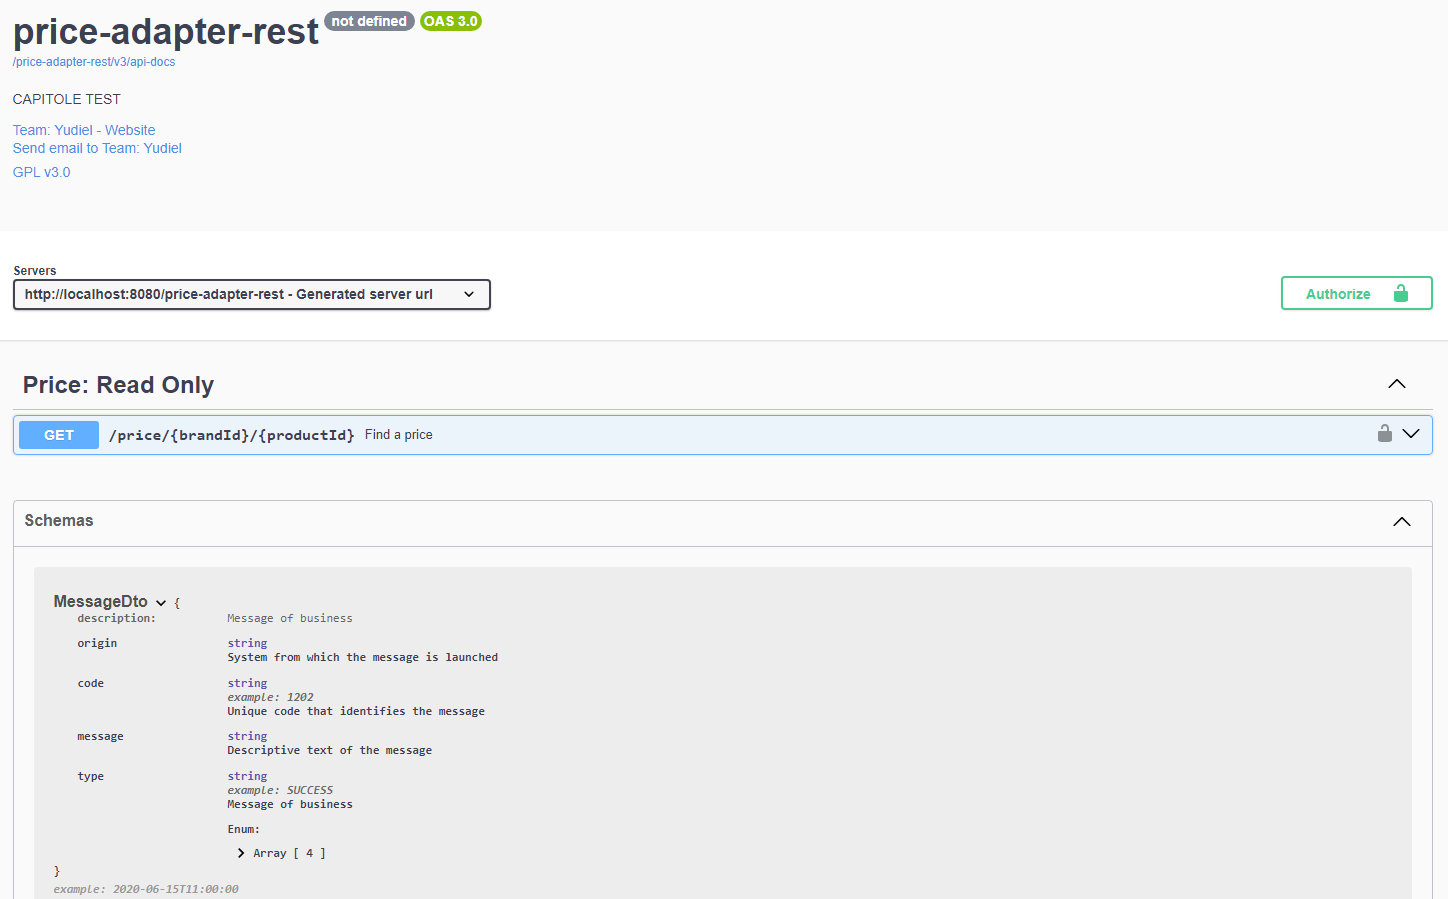 price-adapter-rest not defined OAS 3.0
/price-adapter-rest/v3/api-docs
CAPITOLE TEST
Team: Yudiel - Website
Send email to Team: Yudiel
GPL v3.0
Servers
http://localhost:8080/price-adapter-rest - Generated server url
Authorize
Price: Read Only
GET /price/{brandId}/{productId} Find a price
Schemas
MessageDto {
description: Message of business
origin string
System from which the message is launched
code string
example: 1202
Unique code that identifies the message
message string
Descriptive text of the message
type string
example: SUCCESS
Message of business
Enum:
Array [ 4 ]
}
example: 2020-06-15T11:00:00